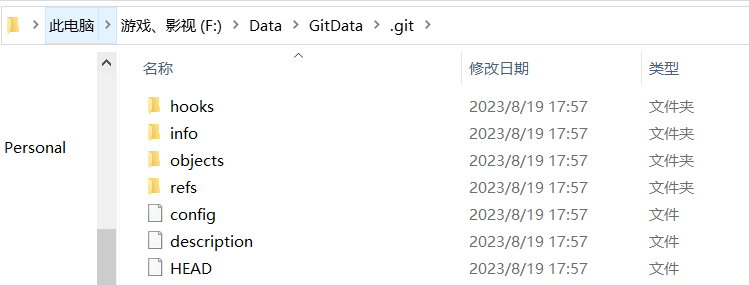 此电脑 游戏、影视 (F:) Data GitData .git
名称 修改日期 类型
hooks 2023/8/19 17:57 文件夹
info 2023/8/19 17:57 文件夹
Personal
objects 2023/8/19 17:57 文件夹
refs 2023/8/19 17:57 文件夹
config 2023/8/19 17:57 文件
description 2023/8/19 17:57 文件
HEAD 2023/8/19 17:57 文件